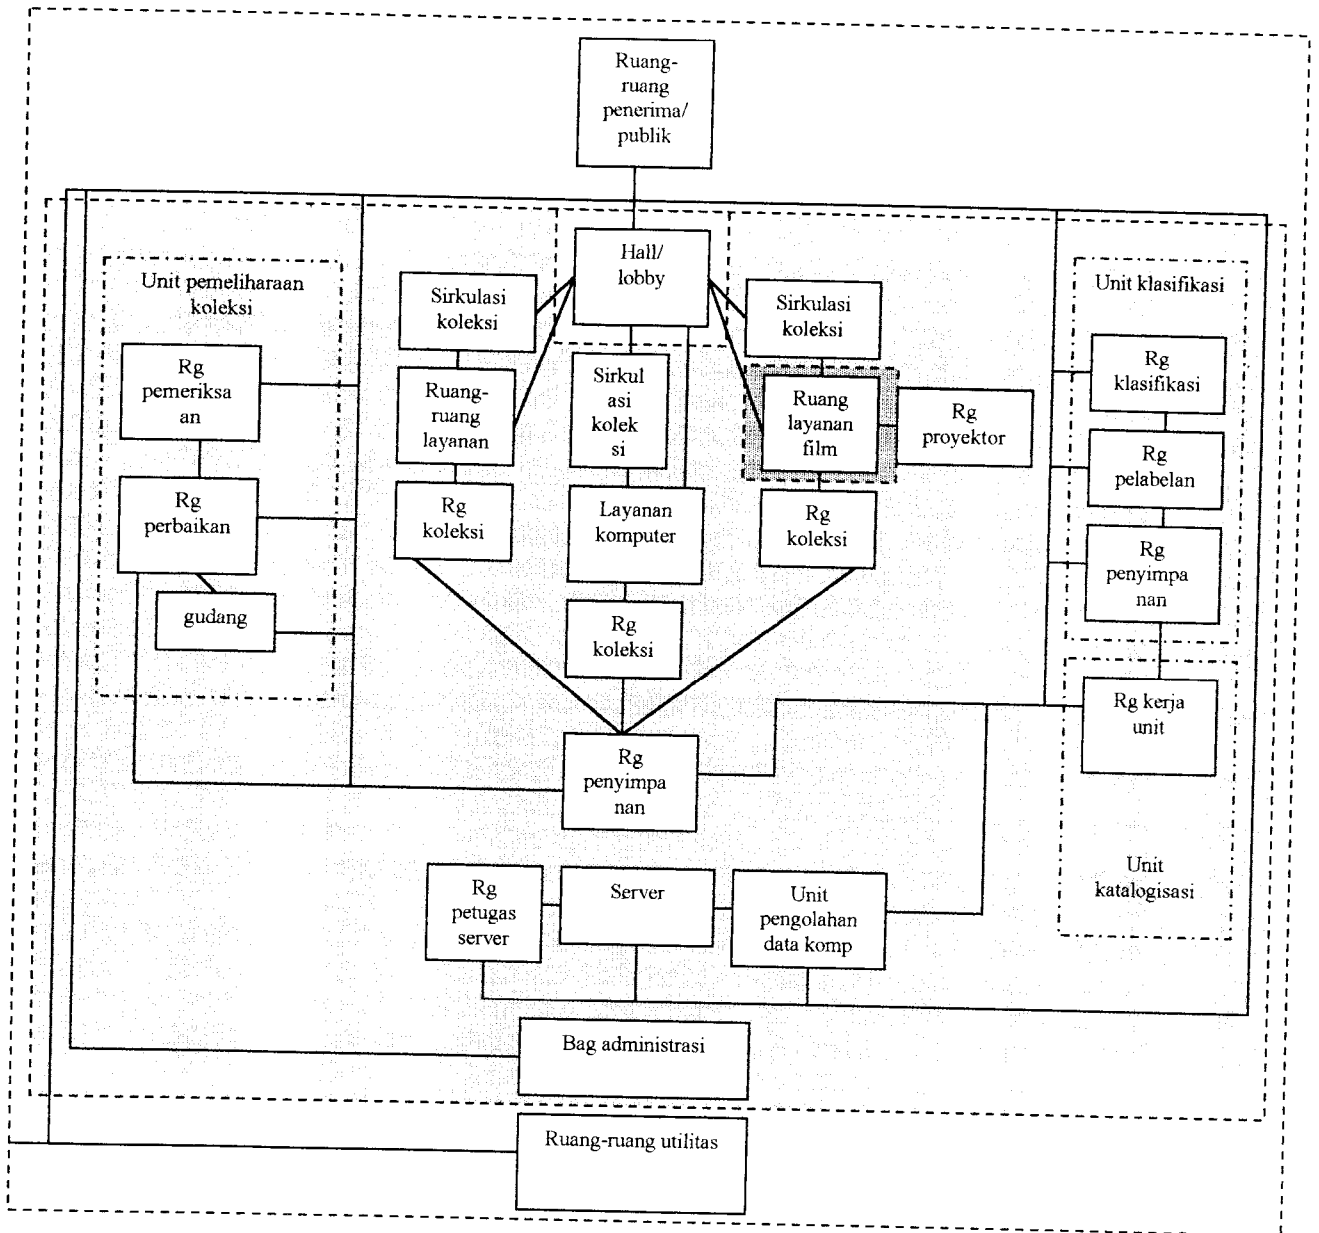 Ruang-
ruang
penerima/
publik
Hall/
lobby
Unit pemeliharaan
koleksi
Rg
pemeriksa
an
Rg
perbaikan
gudang
Sirkulasi
koleksi
Ruang-
ruang
layanan
Rg
koleksi
Sirkul
asi
kolek
si
Layanan
komputer
Rg
koleksi
Sirkulasi
koleksi
Ruang
layanan
film
Rg
proyektor
Rg
koleksi
Unit klasifikasi
Rg
klasifikasi
Rg
pelabelan
Rg
penyimpa
nan
Rg kerja
unit
Unit
katalogisasi
Rg
penyimpa
nan
Rg
petugas
server
Server
Unit
pengolahan
data komp
Bag administrasi
Ruang-ruang utilitas